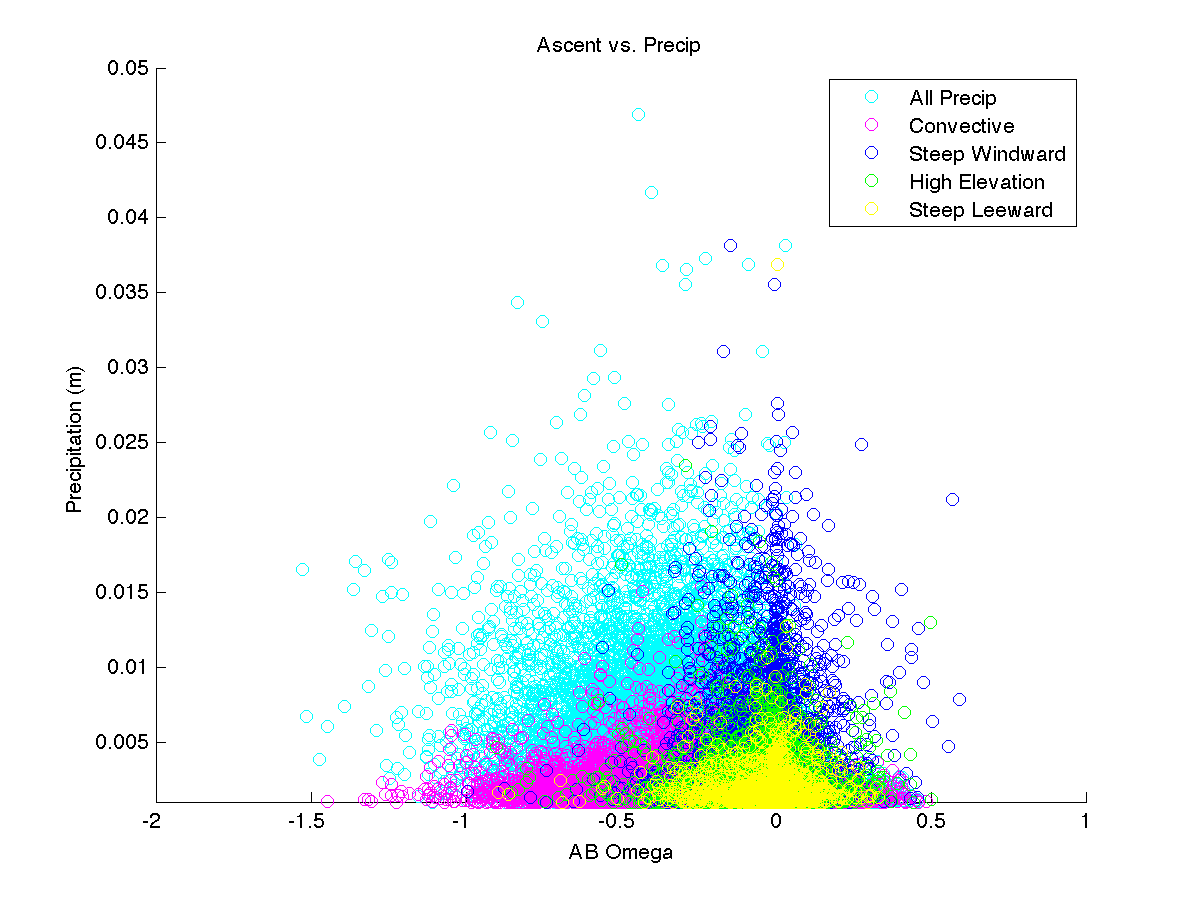 Ascent vs. Precip
0.05
0.045
0.04
0.035
0.03
0.025
0.02
0.015
0.01
0.005
Precipitation (m)
All Precip
Convective
Steep Windward
High Elevation
Steep Leeward
-2
-1.5
-1
-0.5
0
0.5
1
AB Omega